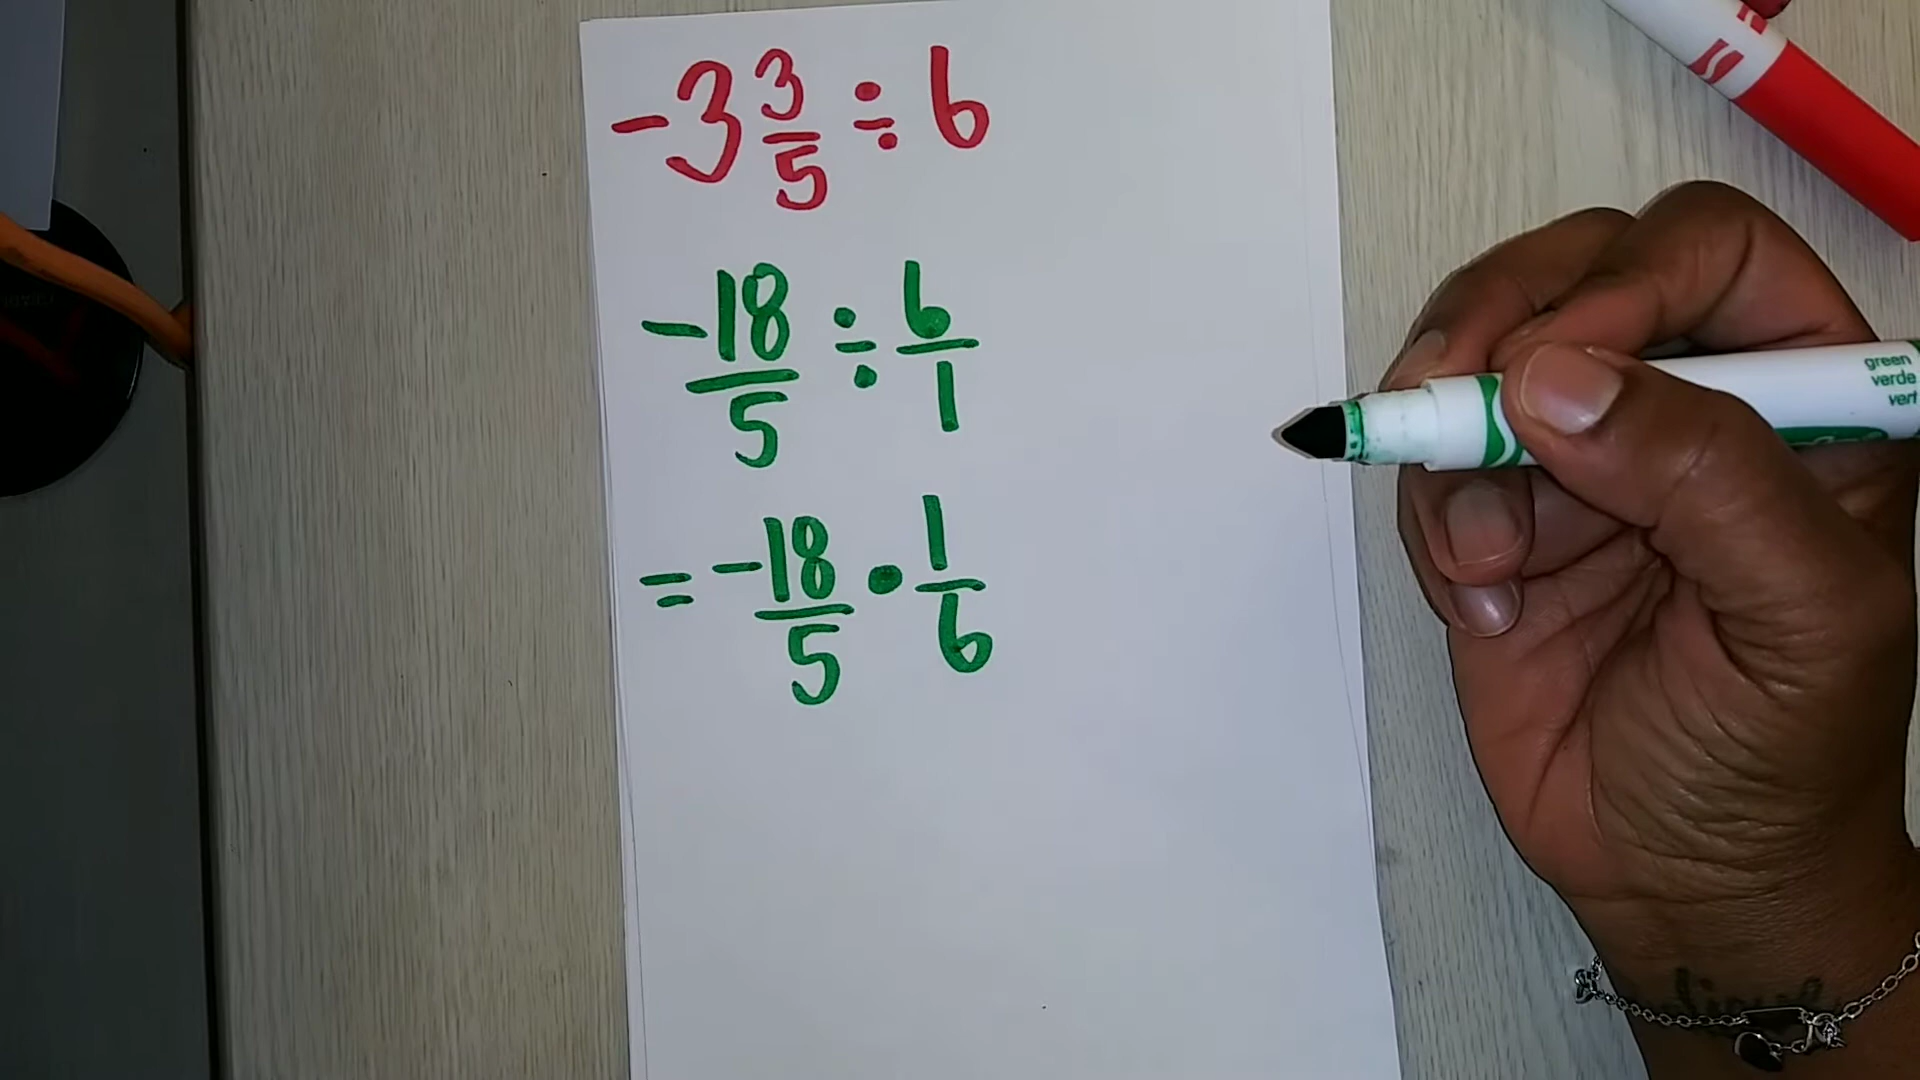 -3 3/5 ÷ 6
-18/5 ÷ 6/1
= -18/5 • 1/6
green
verde
vert